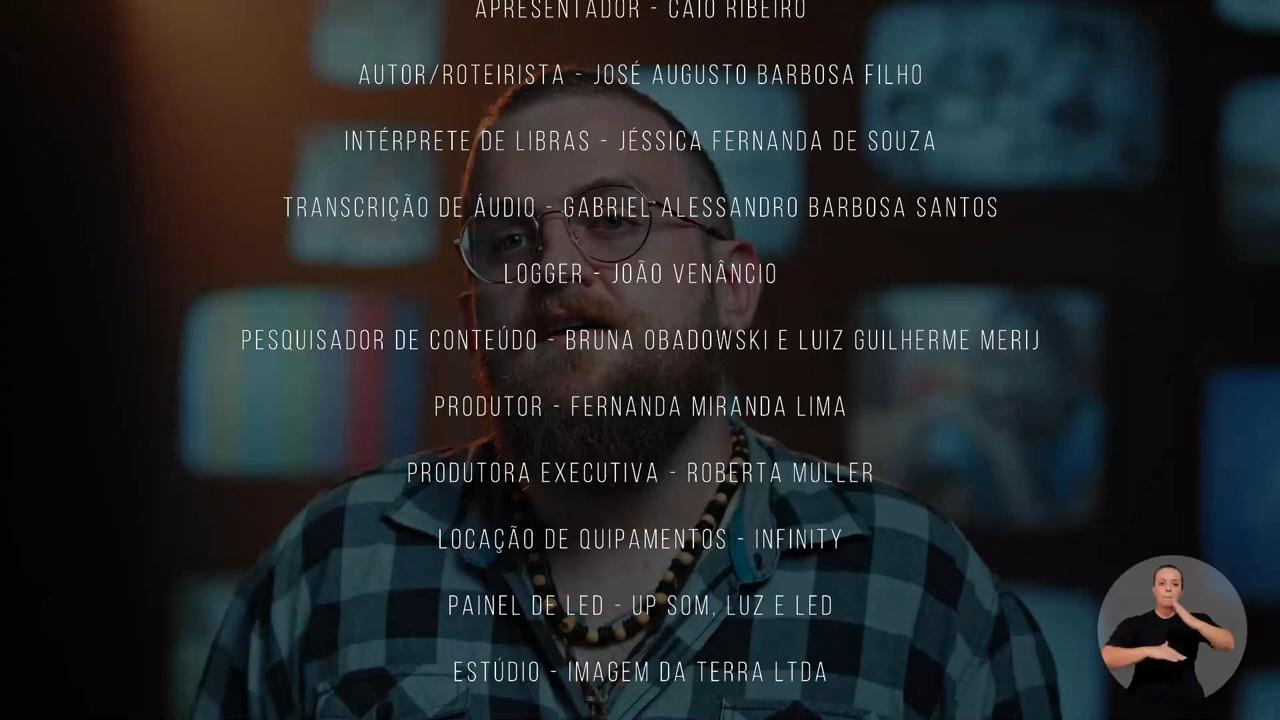 APRESENTADOR - CAIO RIBEIRO
AUTOR/ROTEIRISTA - JOSÉ AUGUSTO BARBOSA FILHO
INTÉRPRETE DE LIBRAS - JÉSSICA FERNANDA DE SOUZA
TRANSCRIÇÃO DE ÁUDIO - GABRIEL ALESSANDRO BARBOSA SANTOS
LOGGER - JOÃO VENÂNCIO
PESQUISADOR DE CONTEÚDO - BRUNA OBADOWSKI E LUIZ GUILHERME MERIJ
PRODUTOR - FERNANDA MIRANDA LIMA
PRODUTORA EXECUTIVA - ROBERTA MULLER
LOCAÇÃO DE QUIPAMENTOS - INFINITY
PAINEL DE LED - UP SOM, LUZ E LED
ESTÚDIO - IMAGEM DA TERRA LTDA